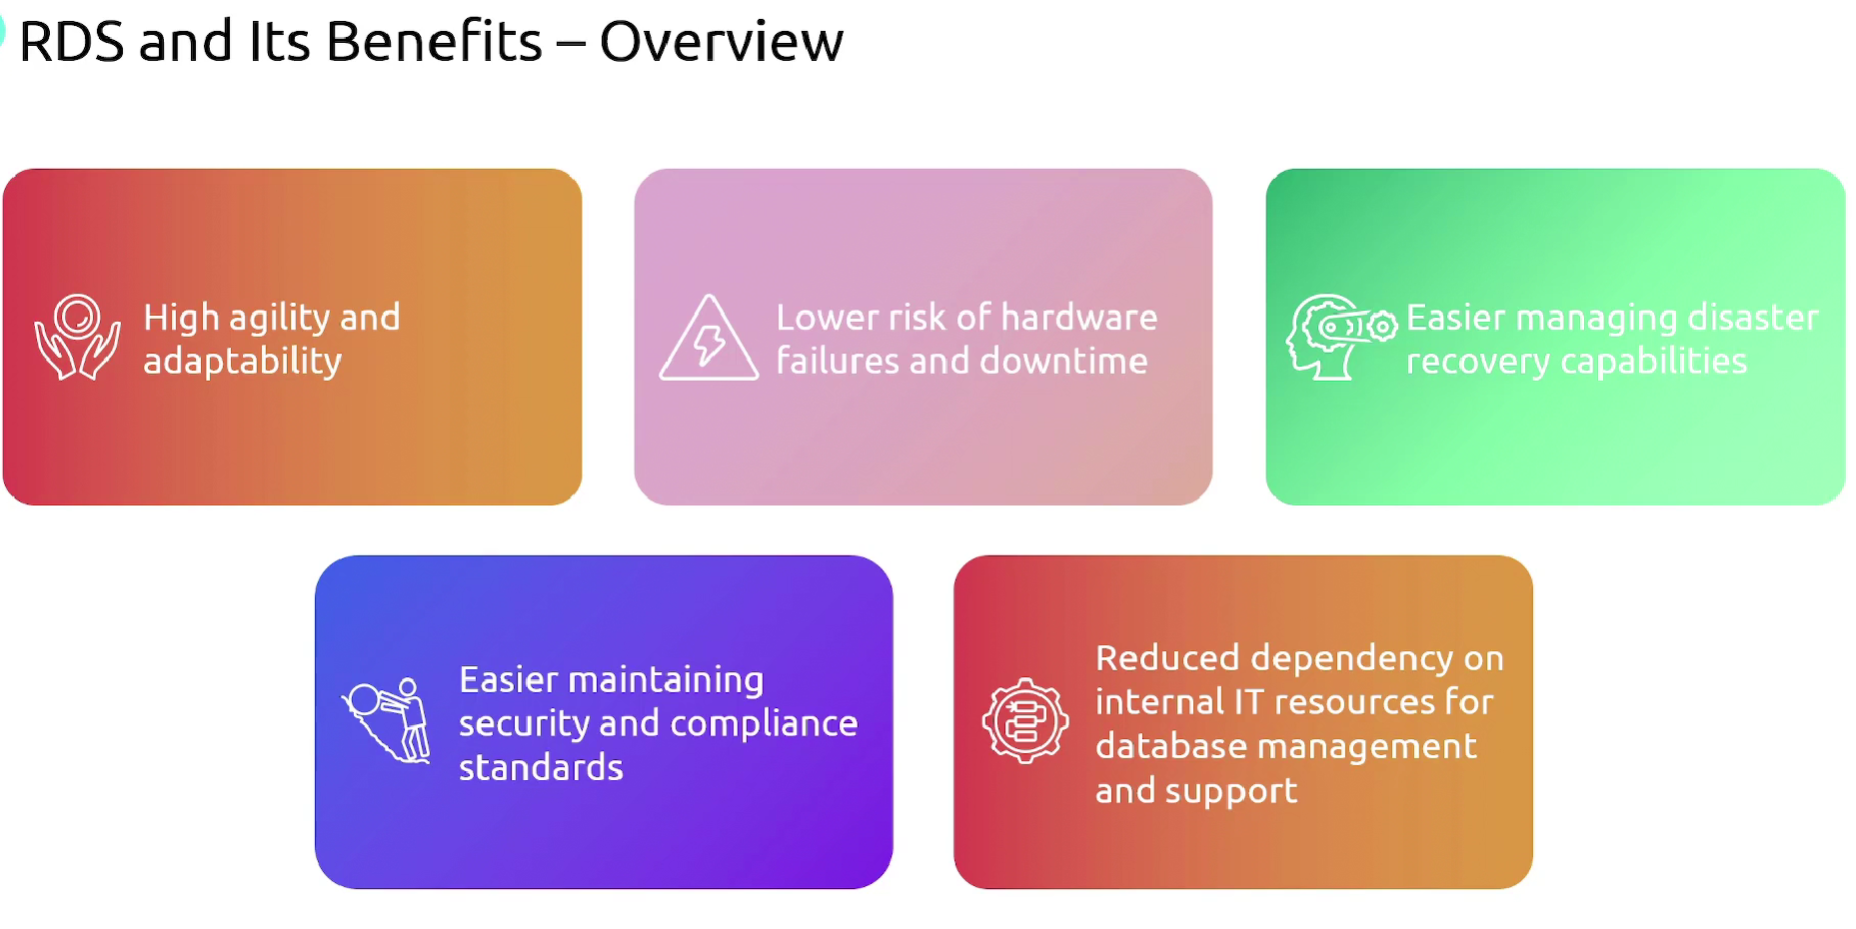 RDS and Its Benefits – Overview
High agility and
adaptability
Lower risk of hardware
failures and downtime
Easier managing disaster
recovery capabilities
Easier maintaining
security and compliance
standards
Reduced dependency on
internal IT resources for
database management
and support